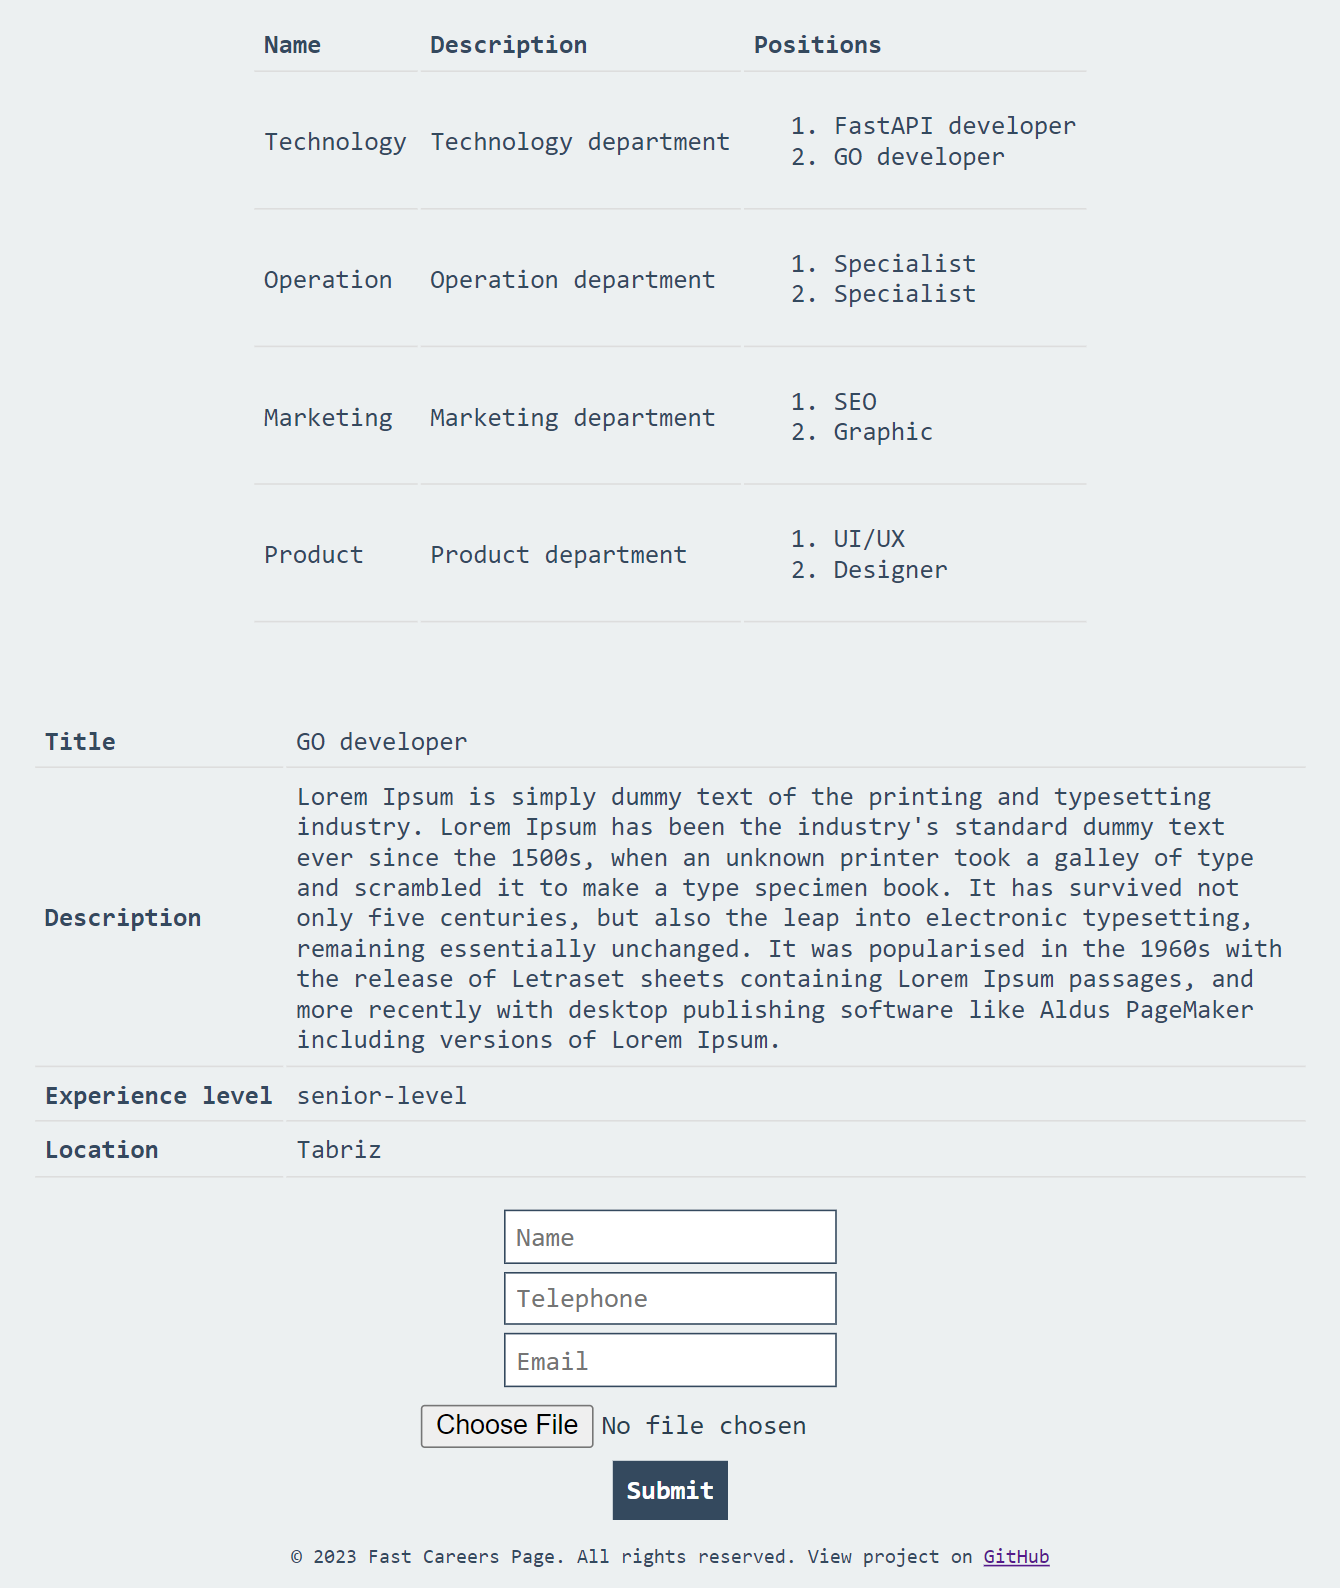 Name Description Positions
Technology Technology department
1. FastAPI developer
2. GO developer
Operation Operation department
1. Specialist
2. Specialist
Marketing Marketing department
1. SEO
2. Graphic
Product Product department
1. UI/UX
2. Designer
Title GO developer
Description
Lorem Ipsum is simply dummy text of the printing and typesetting
industry. Lorem Ipsum has been the industry's standard dummy text
ever since the 1500s, when an unknown printer took a galley of type
and scrambled it to make a type specimen book. It has survived not
only five centuries, but also the leap into electronic typesetting,
remaining essentially unchanged. It was popularised in the 1960s with
the release of Letraset sheets containing Lorem Ipsum passages, and
more recently with desktop publishing software like Aldus PageMaker
including versions of Lorem Ipsum.
Experience level senior-level
Location Tabriz
Name
Telephone
Email
Choose File No file chosen
Submit
© 2023 Fast Careers Page. All rights reserved. View project on GitHub